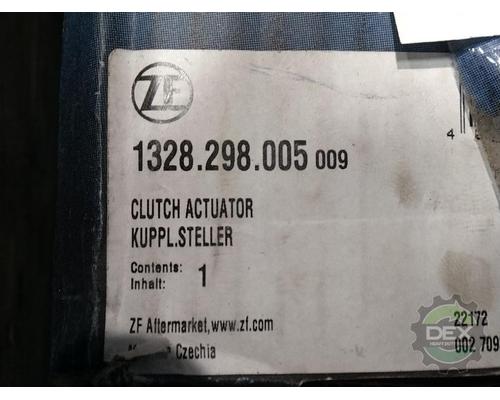 ZF
1328.298.005 009
4
CLUTCH ACTUATOR
KUPPL.STELLER
Contents:
Inhalt: 1
ZF Aftermarket, www.zf.com
Czechia
22172
002 709
DEX